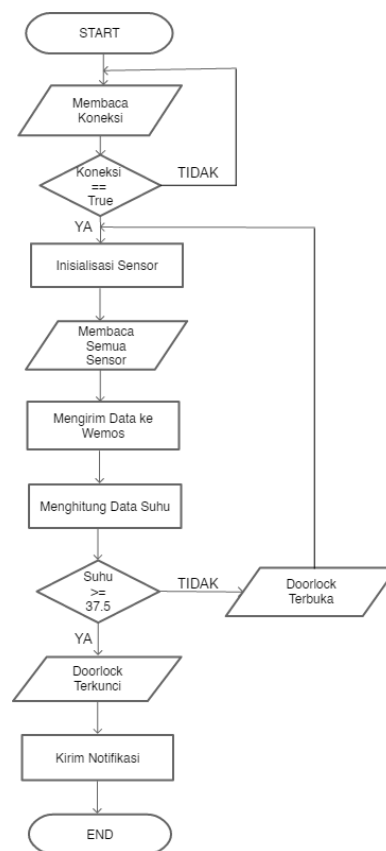 START
Membaca
Koneksi
Koneksi
==
True
TIDAK
YA
Inisialisasi Sensor
Membaca
Semua
Sensor
Mengirim Data ke
Wemos
Menghitung Data Suhu
Suhu
>=
37.5
TIDAK
Doorlock
Terbuka
YA
Doorlock
Terkunci
Kirim Notifikasi
END